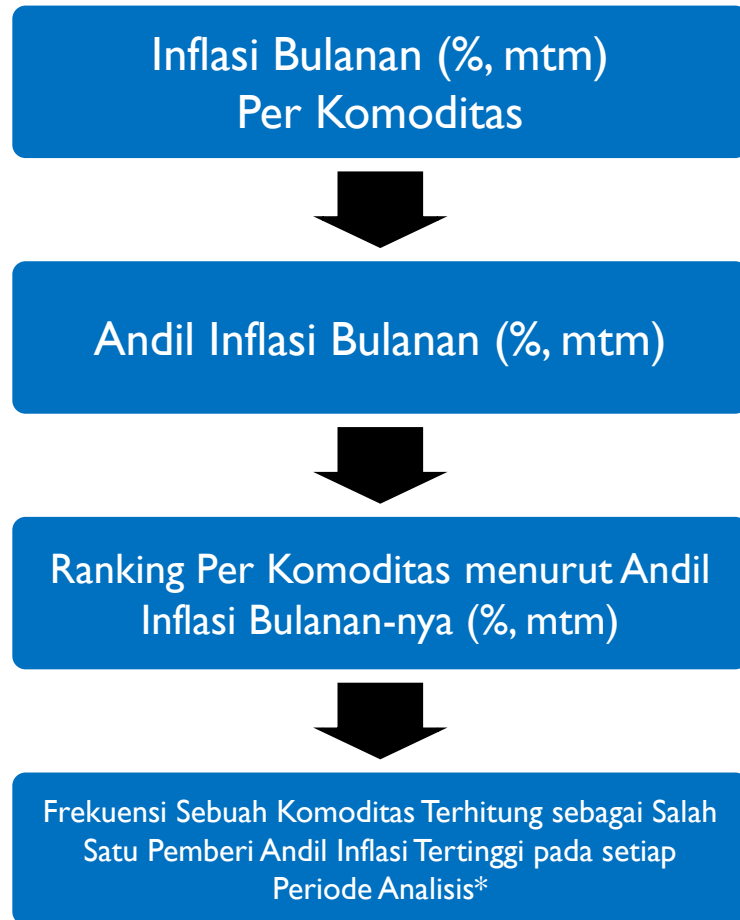 Inflasi Bulanan (%, mtm)
Per Komoditas
Andil Inflasi Bulanan (%, mtm)
Ranking Per Komoditas menurut Andil
Inflasi Bulanan-nya (%, mtm)
Frekuensi Sebuah Komoditas Terhitung sebagai Salah
Satu Pemberi Andil Inflasi Tertinggi pada setiap
Periode Analisis*